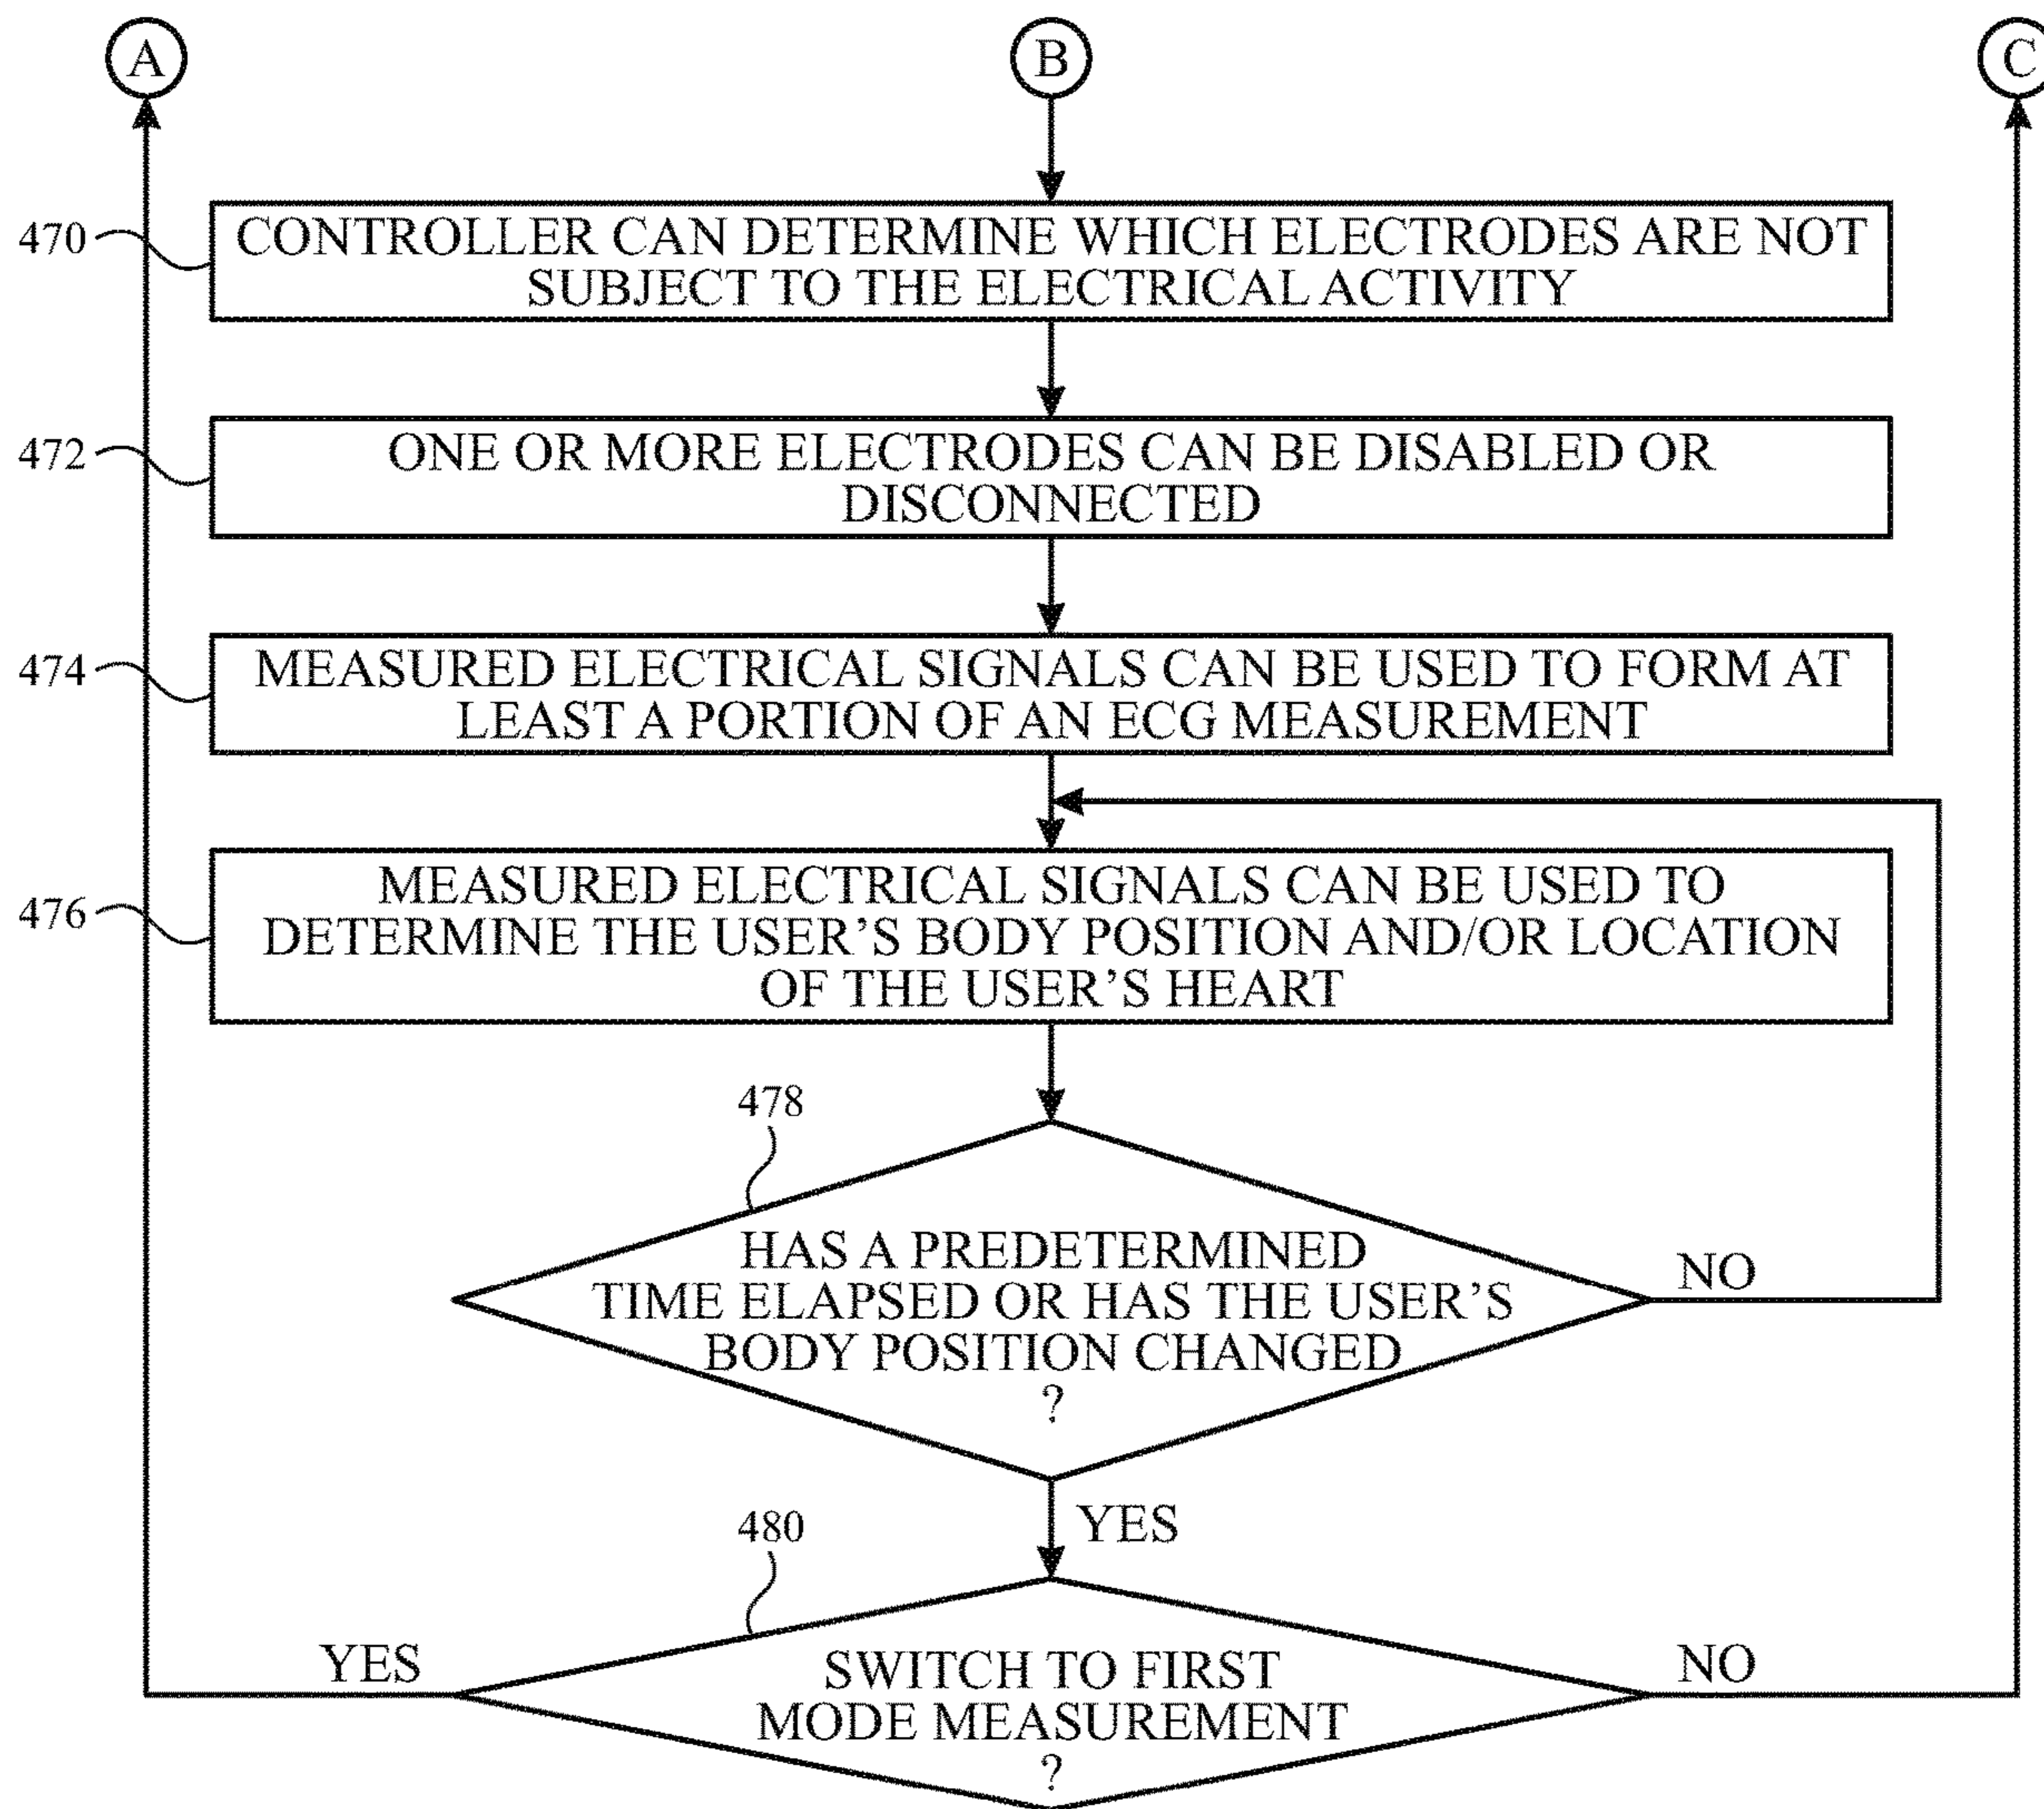 A
B
C
470
CONTROLLER CAN DETERMINE WHICH ELECTRODES ARE NOT
SUBJECT TO THE ELECTRICAL ACTIVITY
472
ONE OR MORE ELECTRODES CAN BE DISABLED OR
DISCONNECTED
474
MEASURED ELECTRICAL SIGNALS CAN BE USED TO FORM AT
LEAST A PORTION OF AN ECG MEASUREMENT
476
MEASURED ELECTRICAL SIGNALS CAN BE USED TO
DETERMINE THE USER’S BODY POSITION AND/OR LOCATION
OF THE USER’S HEART
478
HAS A PREDETERMINED
TIME ELAPSED OR HAS THE USER’S
BODY POSITION CHANGED
?
NO
YES
480
SWITCH TO FIRST
MODE MEASUREMENT
?
YES
NO